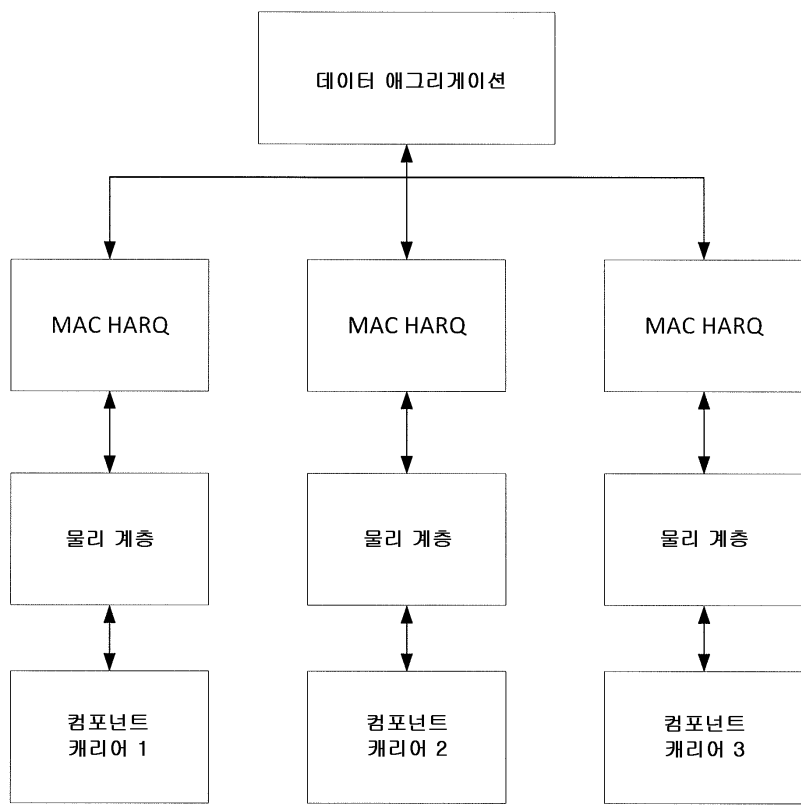 데이터 애그리게이션
MAC HARQ
MAC HARQ
MAC HARQ
물리 계층
물리 계층
물리 계층
컴포넌트
캐리어 1
컴포넌트
캐리어 2
컴포넌트
캐리어 3